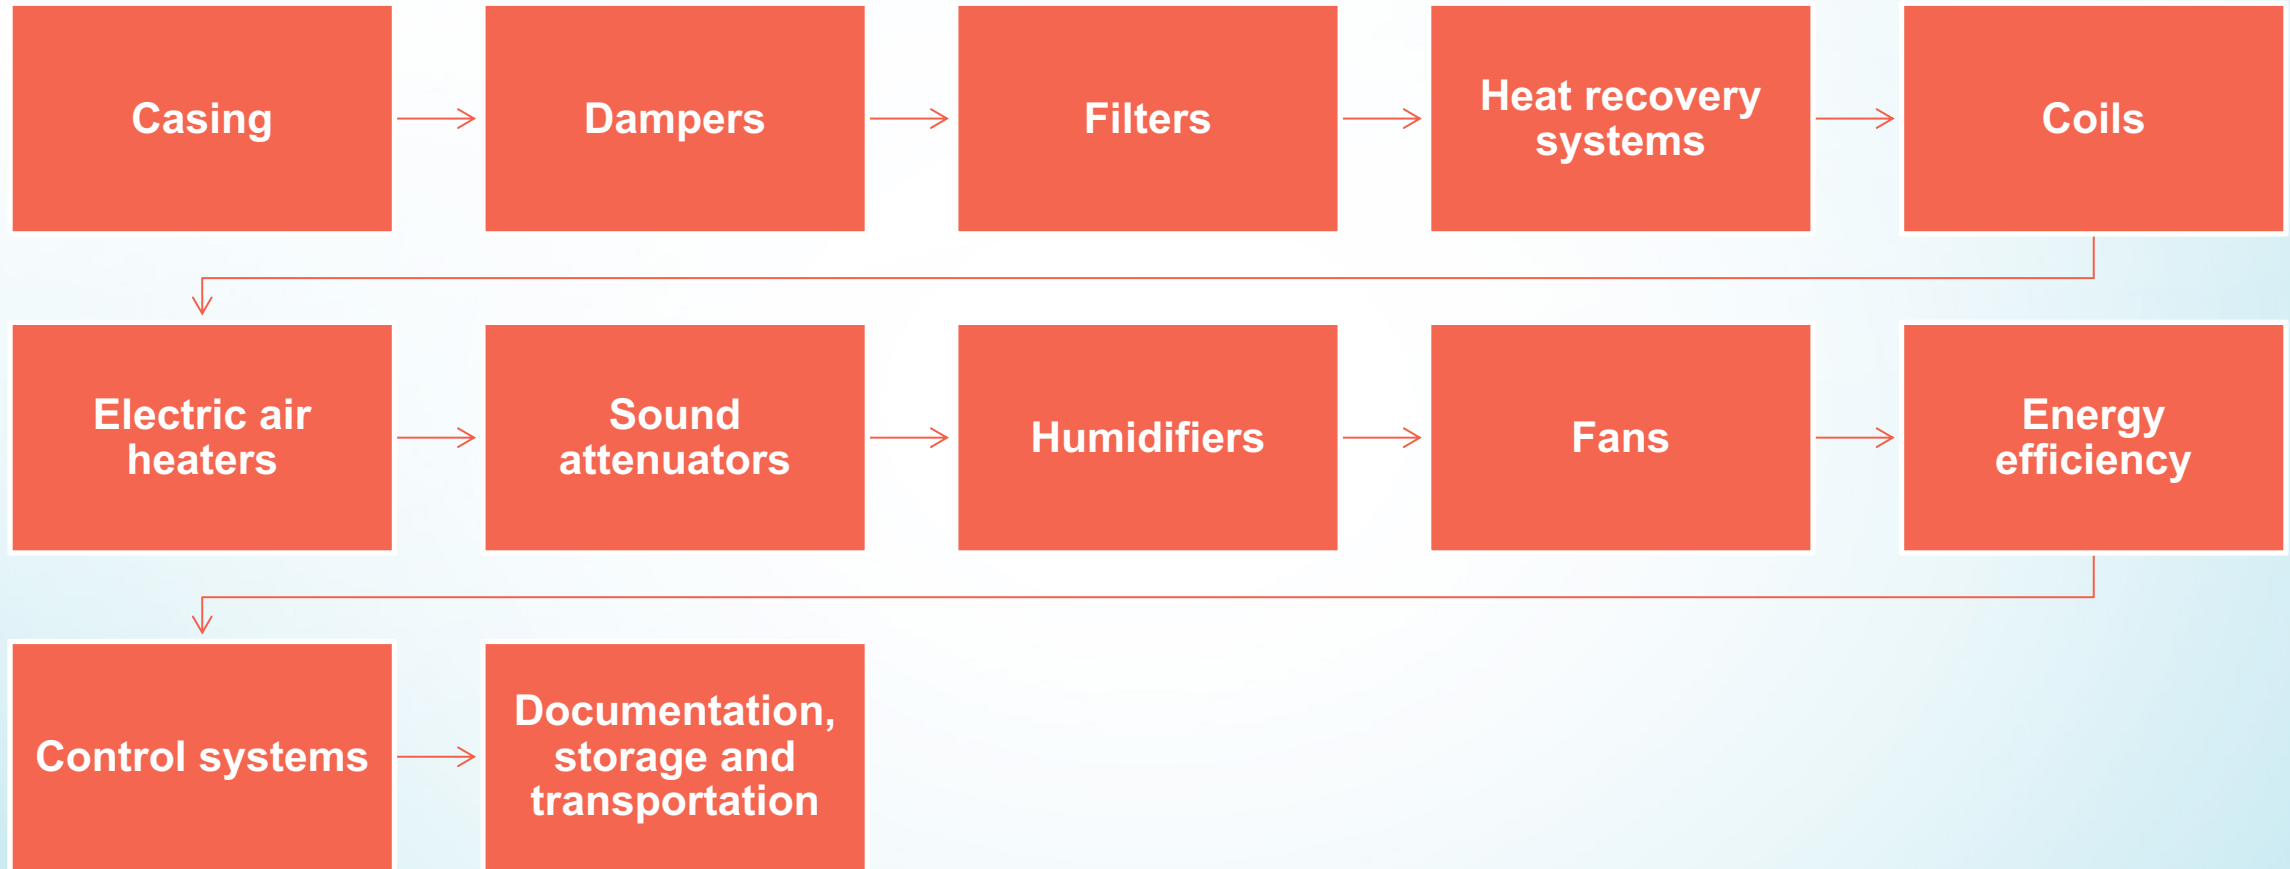 Casing
Dampers
Filters
Heat recovery
systems
Coils
Electric air
heaters
Sound
attenuators
Humidifiers
Fans
Energy
efficiency
Control systems
Documentation,
storage and
transportation